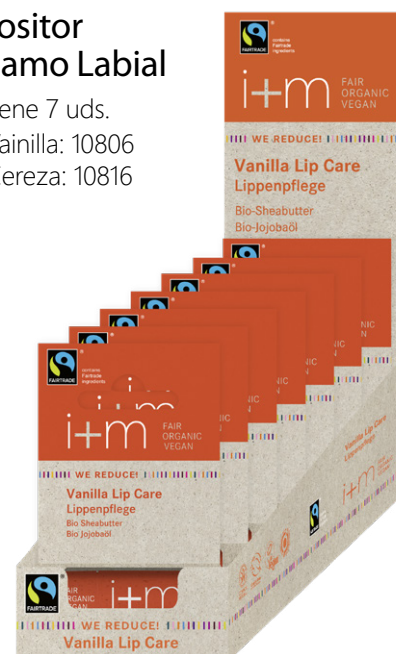 ositor
amo Labial
ene 7 uds.
ainilla: 10806
ereza: 10816
FAIRTRADE
contains
Fairtrade
ingredients
i+m FAIR
ORGANIC
VEGAN
WE REDUCE!
Vanilla Lip Care
Lippenpflege
Bio-Sheabutter
Bio-Jojobaöl
FAIRTRADE
contains
Fairtrade
ingredients
i+m FAIR
ORGANIC
VEGAN
WE REDUCE!
Vanilla Lip Care
Lippenpflege
Bio Sheabutter
Bio Jojobaöl
Vanilla Lip Care
Lippenpflege
i+m
FAIRTRADE
i+m
WE REDUCE!
Vanilla Lip Care